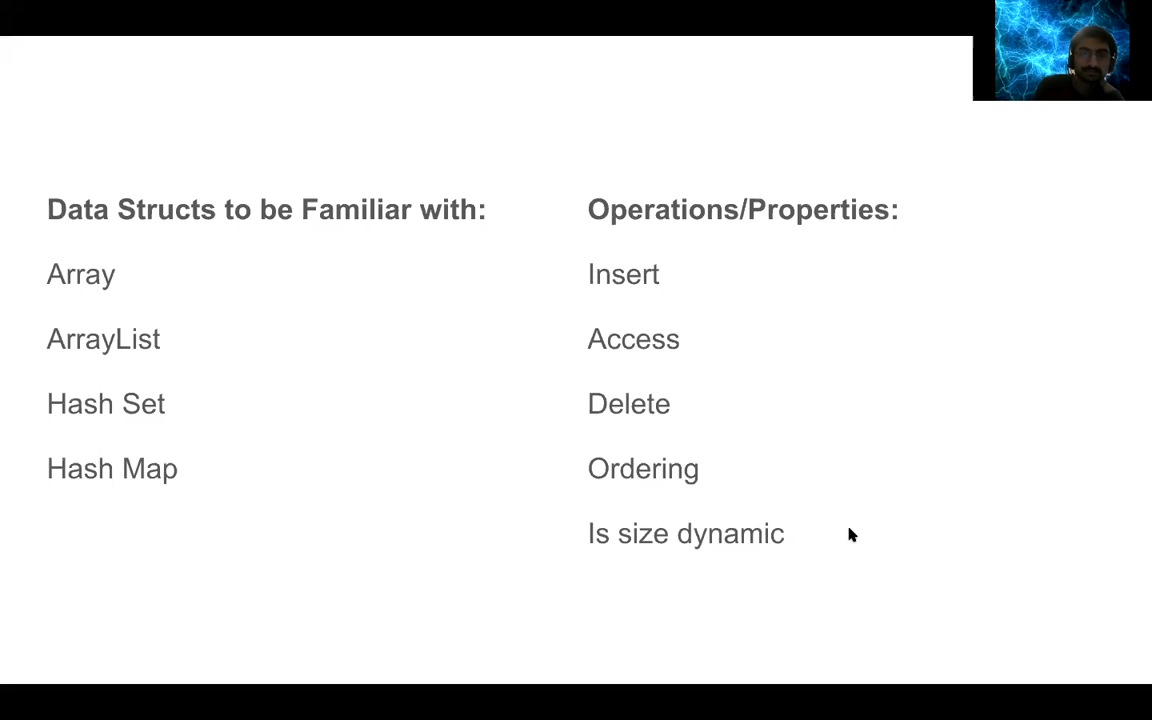 Data Structs to be Familiar with:
Array
ArrayList
Hash Set
Hash Map
Operations/Properties:
Insert
Access
Delete
Ordering
Is size dynamic